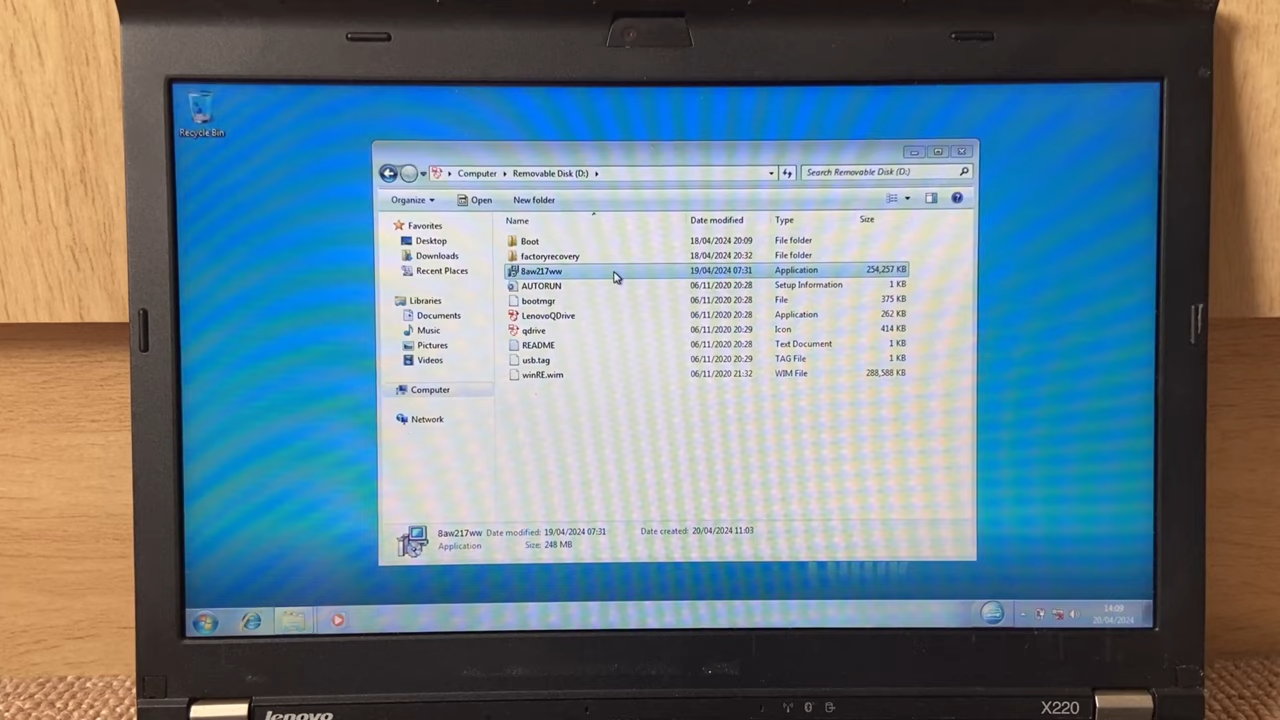 Recycle Bin
Computer Removable Disk (D:)
Search Removable Disk (D:)
Organize Open New folder
Name Date modified Type Size
Favorites
Desktop
Downloads
Recent Places
Libraries
Documents
Music
Pictures
Videos
Computer
Network
Boot 18/04/2024 20:09 File folder
factoryrecovery 18/04/2024 20:32 File folder
8aw217ww 19/04/2024 07:31 Application 254,257 KB
AUTORUN 06/11/2020 20:28 Setup Information 1 KB
bootmgr 06/11/2020 20:28 File 375 KB
LenovoQDrive 06/11/2020 20:28 Application 262 KB
qdrive 06/11/2020 20:29 Icon 414 KB
README 06/11/2020 20:28 Text Document 1 KB
usb.tag 06/11/2020 20:29 TAG File 1 KB
winRE.wim 06/11/2020 21:32 WIM File 288,588 KB
8aw217ww Date modified: 19/04/2024 07:31 Date created: 20/04/2024 11:03
Application Size: 248 MB
14:09
20/04/2024
lenovo
X220